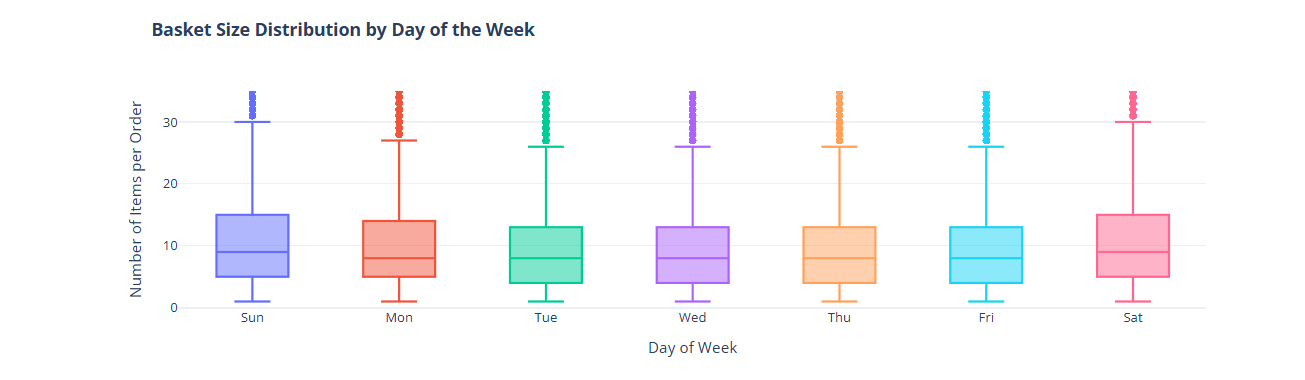 Basket Size Distribution by Day of the Week
Number of Items per Order
30
20
10
0
Sun Mon Tue Wed Thu Fri Sat
Day of Week